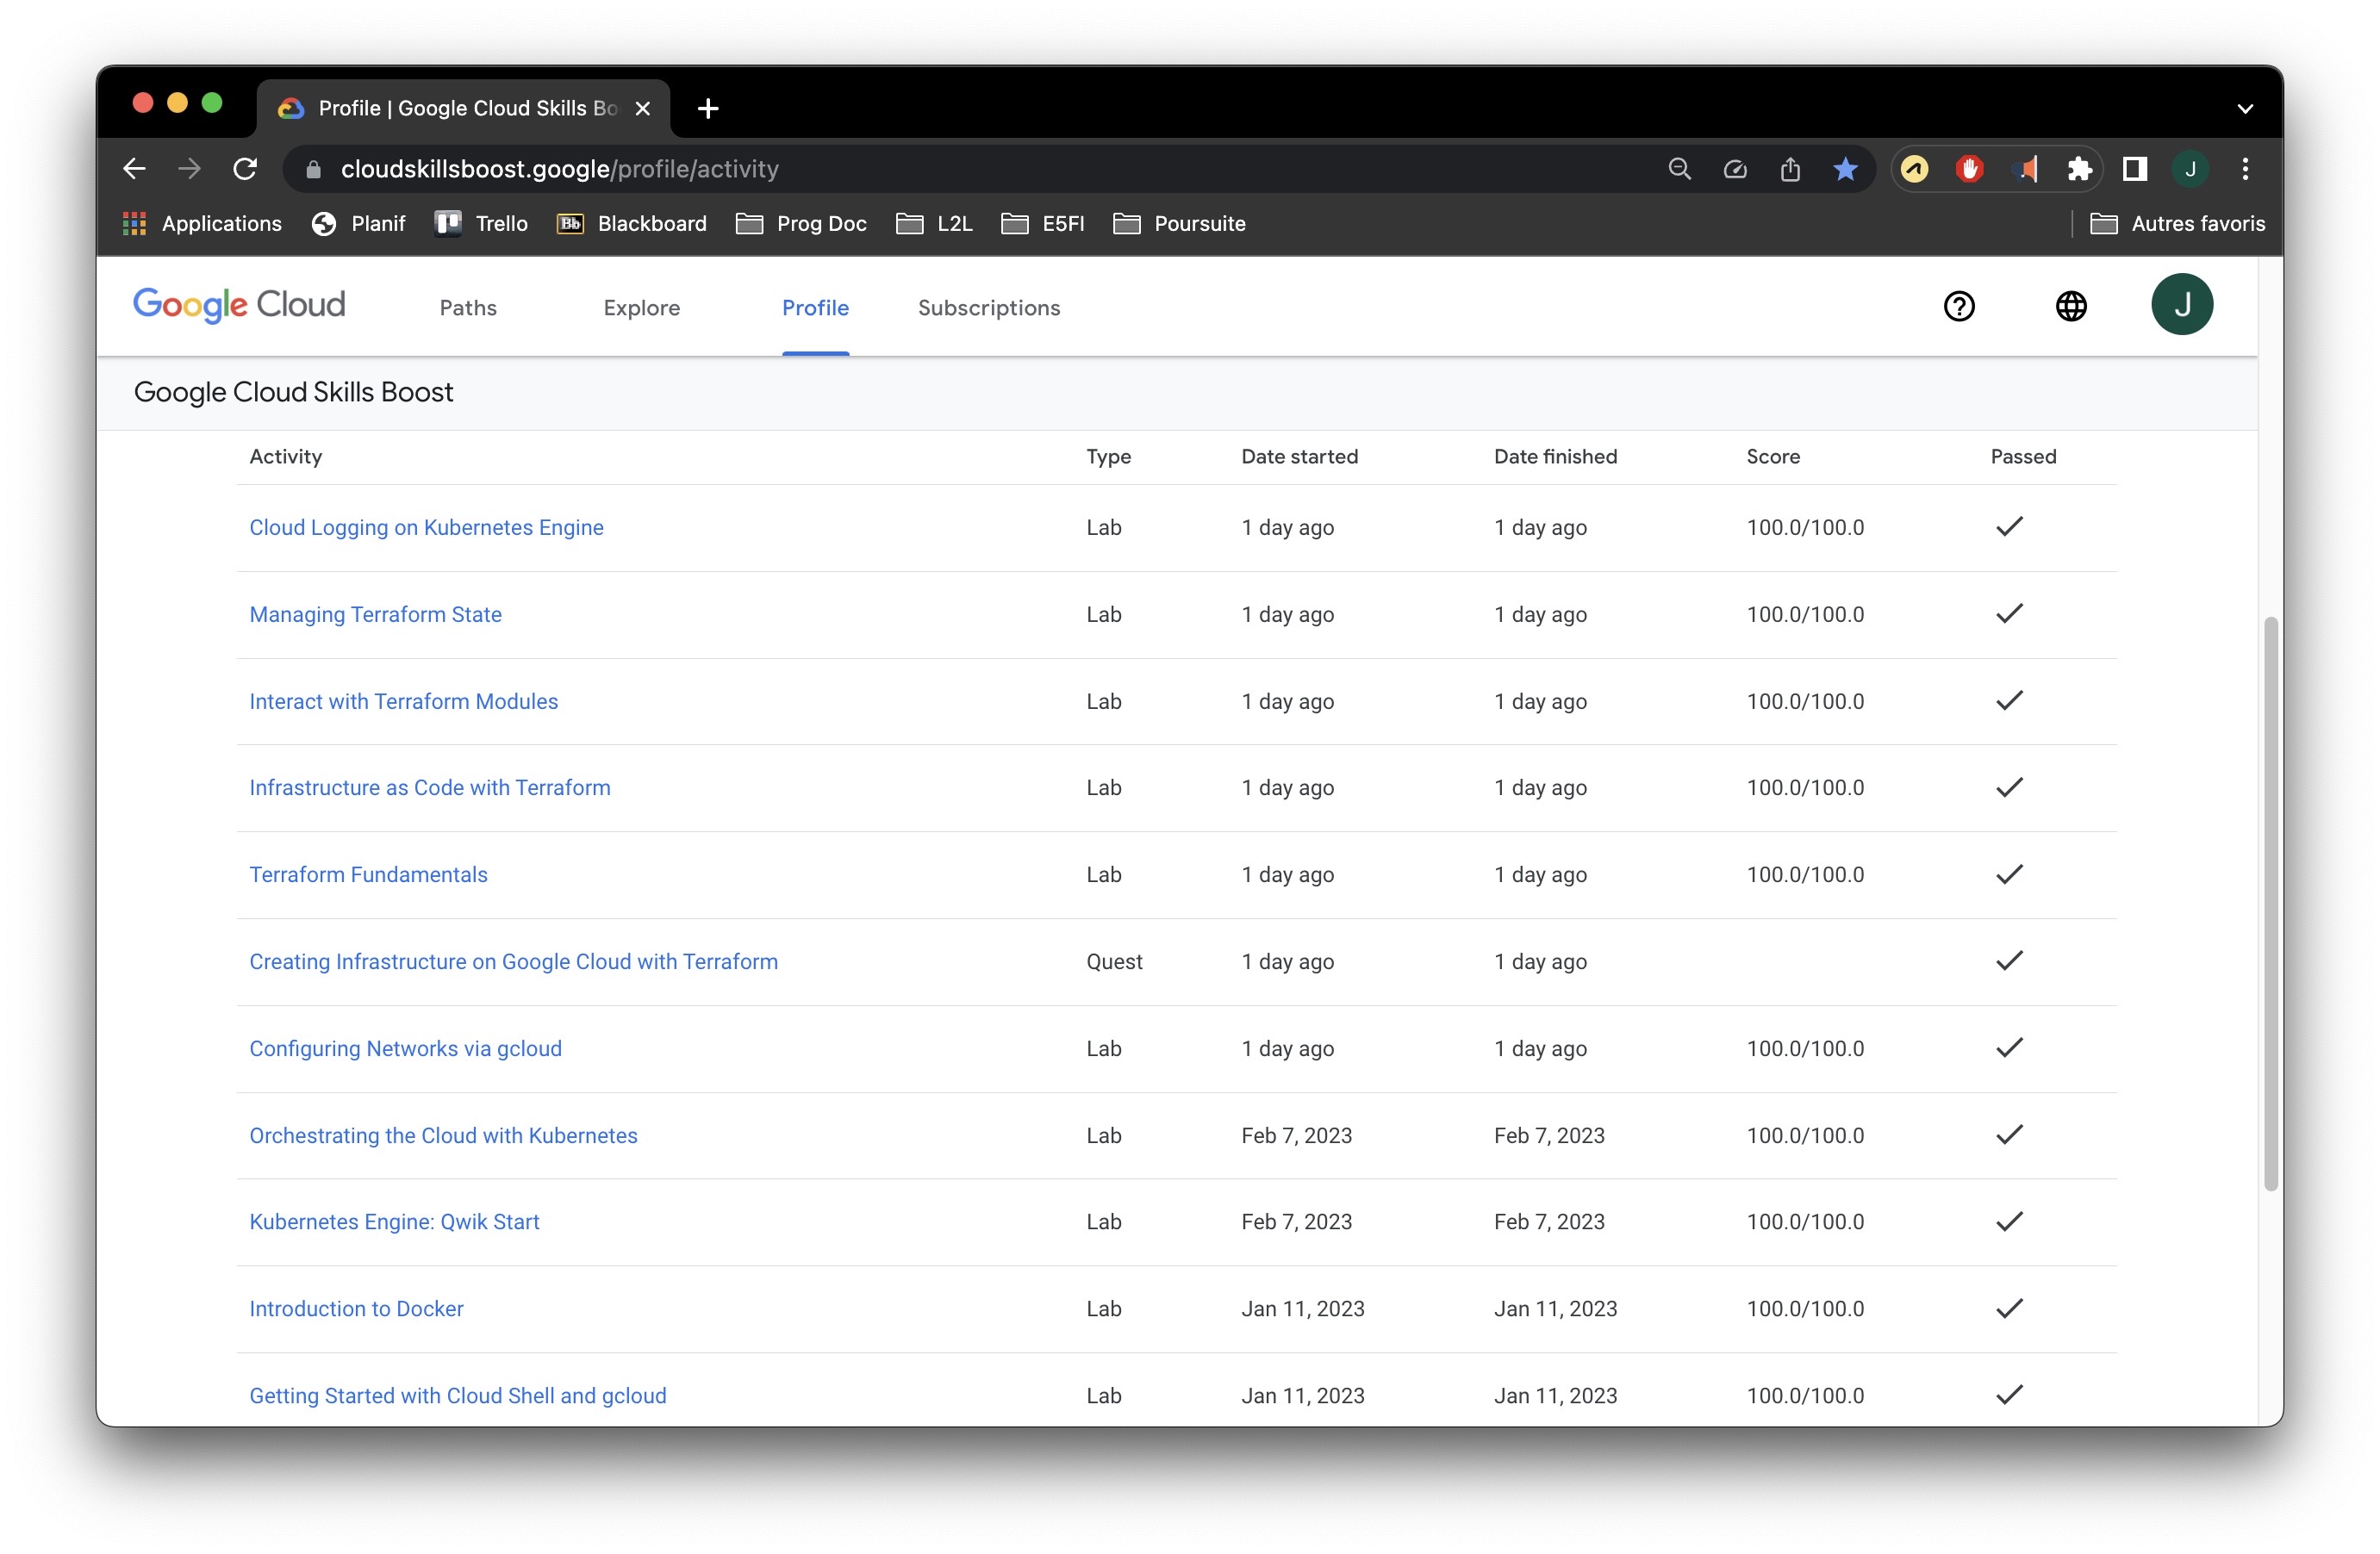 Profile | Google Cloud Skills Bo
cloudskillsboost.google/profile/activity
J
Applications Planif Trello Bb Blackboard Prog Doc L2L E5FI Poursuite Autres favoris
Google Cloud Paths Explore Profile Subscriptions J
Google Cloud Skills Boost
Activity Type Date started Date finished Score Passed
Cloud Logging on Kubernetes Engine Lab 1 day ago 1 day ago 100.0/100.0
Managing Terraform State Lab 1 day ago 1 day ago 100.0/100.0
Interact with Terraform Modules Lab 1 day ago 1 day ago 100.0/100.0
Infrastructure as Code with Terraform Lab 1 day ago 1 day ago 100.0/100.0
Terraform Fundamentals Lab 1 day ago 1 day ago 100.0/100.0
Creating Infrastructure on Google Cloud with Terraform Quest 1 day ago 1 day ago
Configuring Networks via gcloud Lab 1 day ago 1 day ago 100.0/100.0
Orchestrating the Cloud with Kubernetes Lab Feb 7, 2023 Feb 7, 2023 100.0/100.0
Kubernetes Engine: Qwik Start Lab Feb 7, 2023 Feb 7, 2023 100.0/100.0
Introduction to Docker Lab Jan 11, 2023 Jan 11, 2023 100.0/100.0
Getting Started with Cloud Shell and gcloud Lab Jan 11, 2023 Jan 11, 2023 100.0/100.0